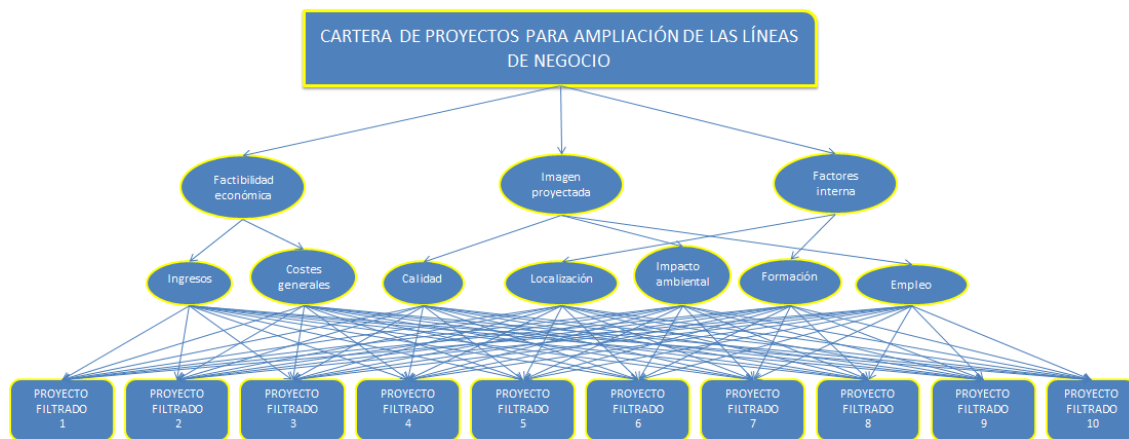 CARTERA DE PROYECTOS PARA AMPLIACIÓN DE LAS LÍNEAS
DE NEGOCIO
Factibilidad
económica
Imagen
proyectada
Factores
interna
Ingresos
Costes
generales
Calidad
Localización
Impacto
ambiental
Formación
Empleo
PROYECTO
FILTRADO
1
PROYECTO
FILTRADO
2
PROYECTO
FILTRADO
3
PROYECTO
FILTRADO
4
PROYECTO
FILTRADO
5
PROYECTO
FILTRADO
6
PROYECTO
FILTRADO
7
PROYECTO
FILTRADO
8
PROYECTO
FILTRADO
9
PROYECTO
FILTRADO
10